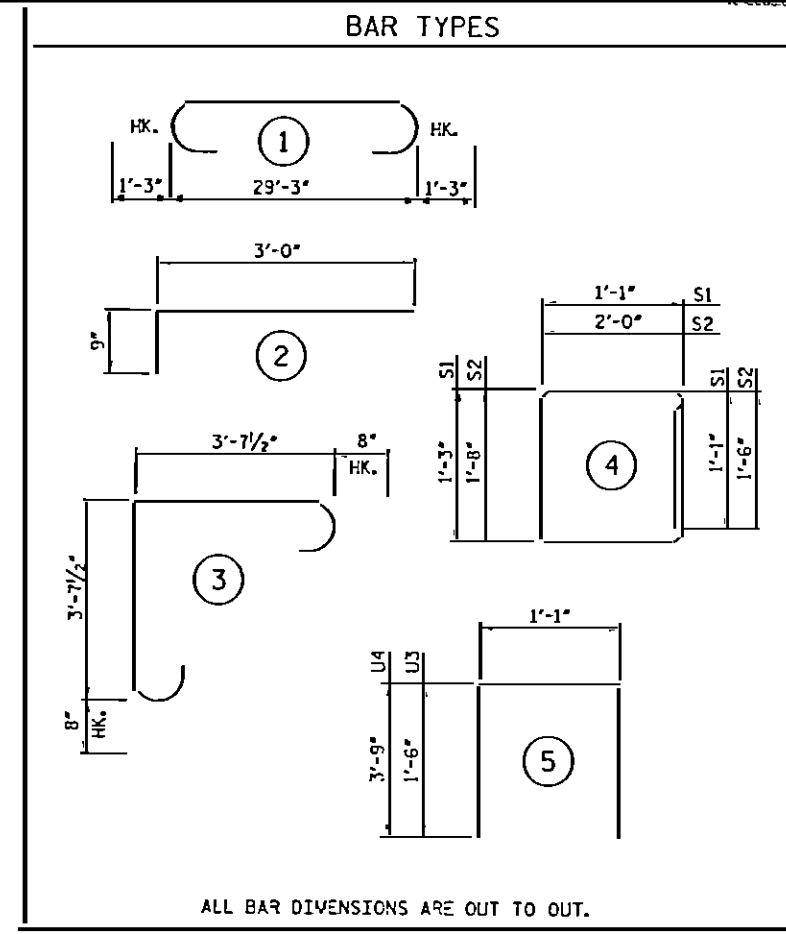 BAR TYPES
HK. 1 HK.
1'-3" 29'-3" 1'-3"
3'-0"
9"
2
1'-1" S1
2'-0" S2
S1 S2
1'-3" 1'-8"
4
S1 S2
1'-1" 1'-6"
3'-7½" 8"
HK.
3'-7½"
3
8" HK.
1'-1"
U4 U3
3'-9" 1'-6"
5
ALL BAR DIVENSIONS ARE OUT TO OUT.